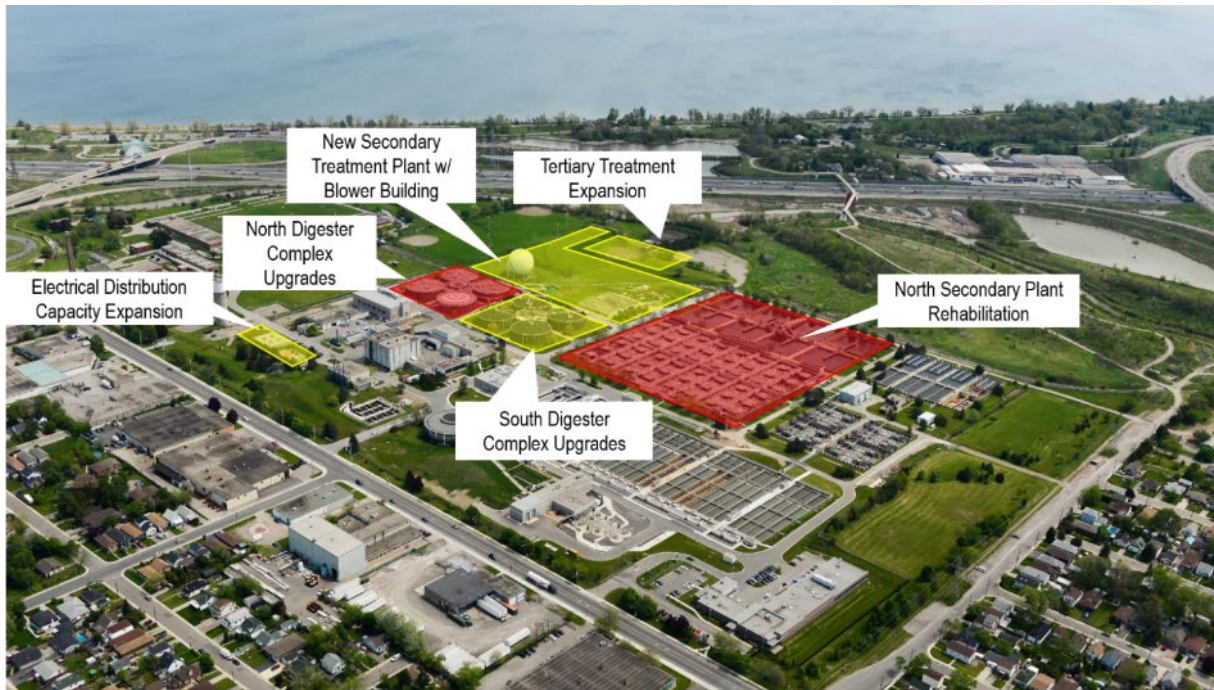 New Secondary
Treatment Plant w/
Blower Building
Tertiary Treatment
Expansion
North Digester
Complex
Upgrades
Electrical Distribution
Capacity Expansion
North Secondary Plant
Rehabilitation
South Digester
Complex Upgrades